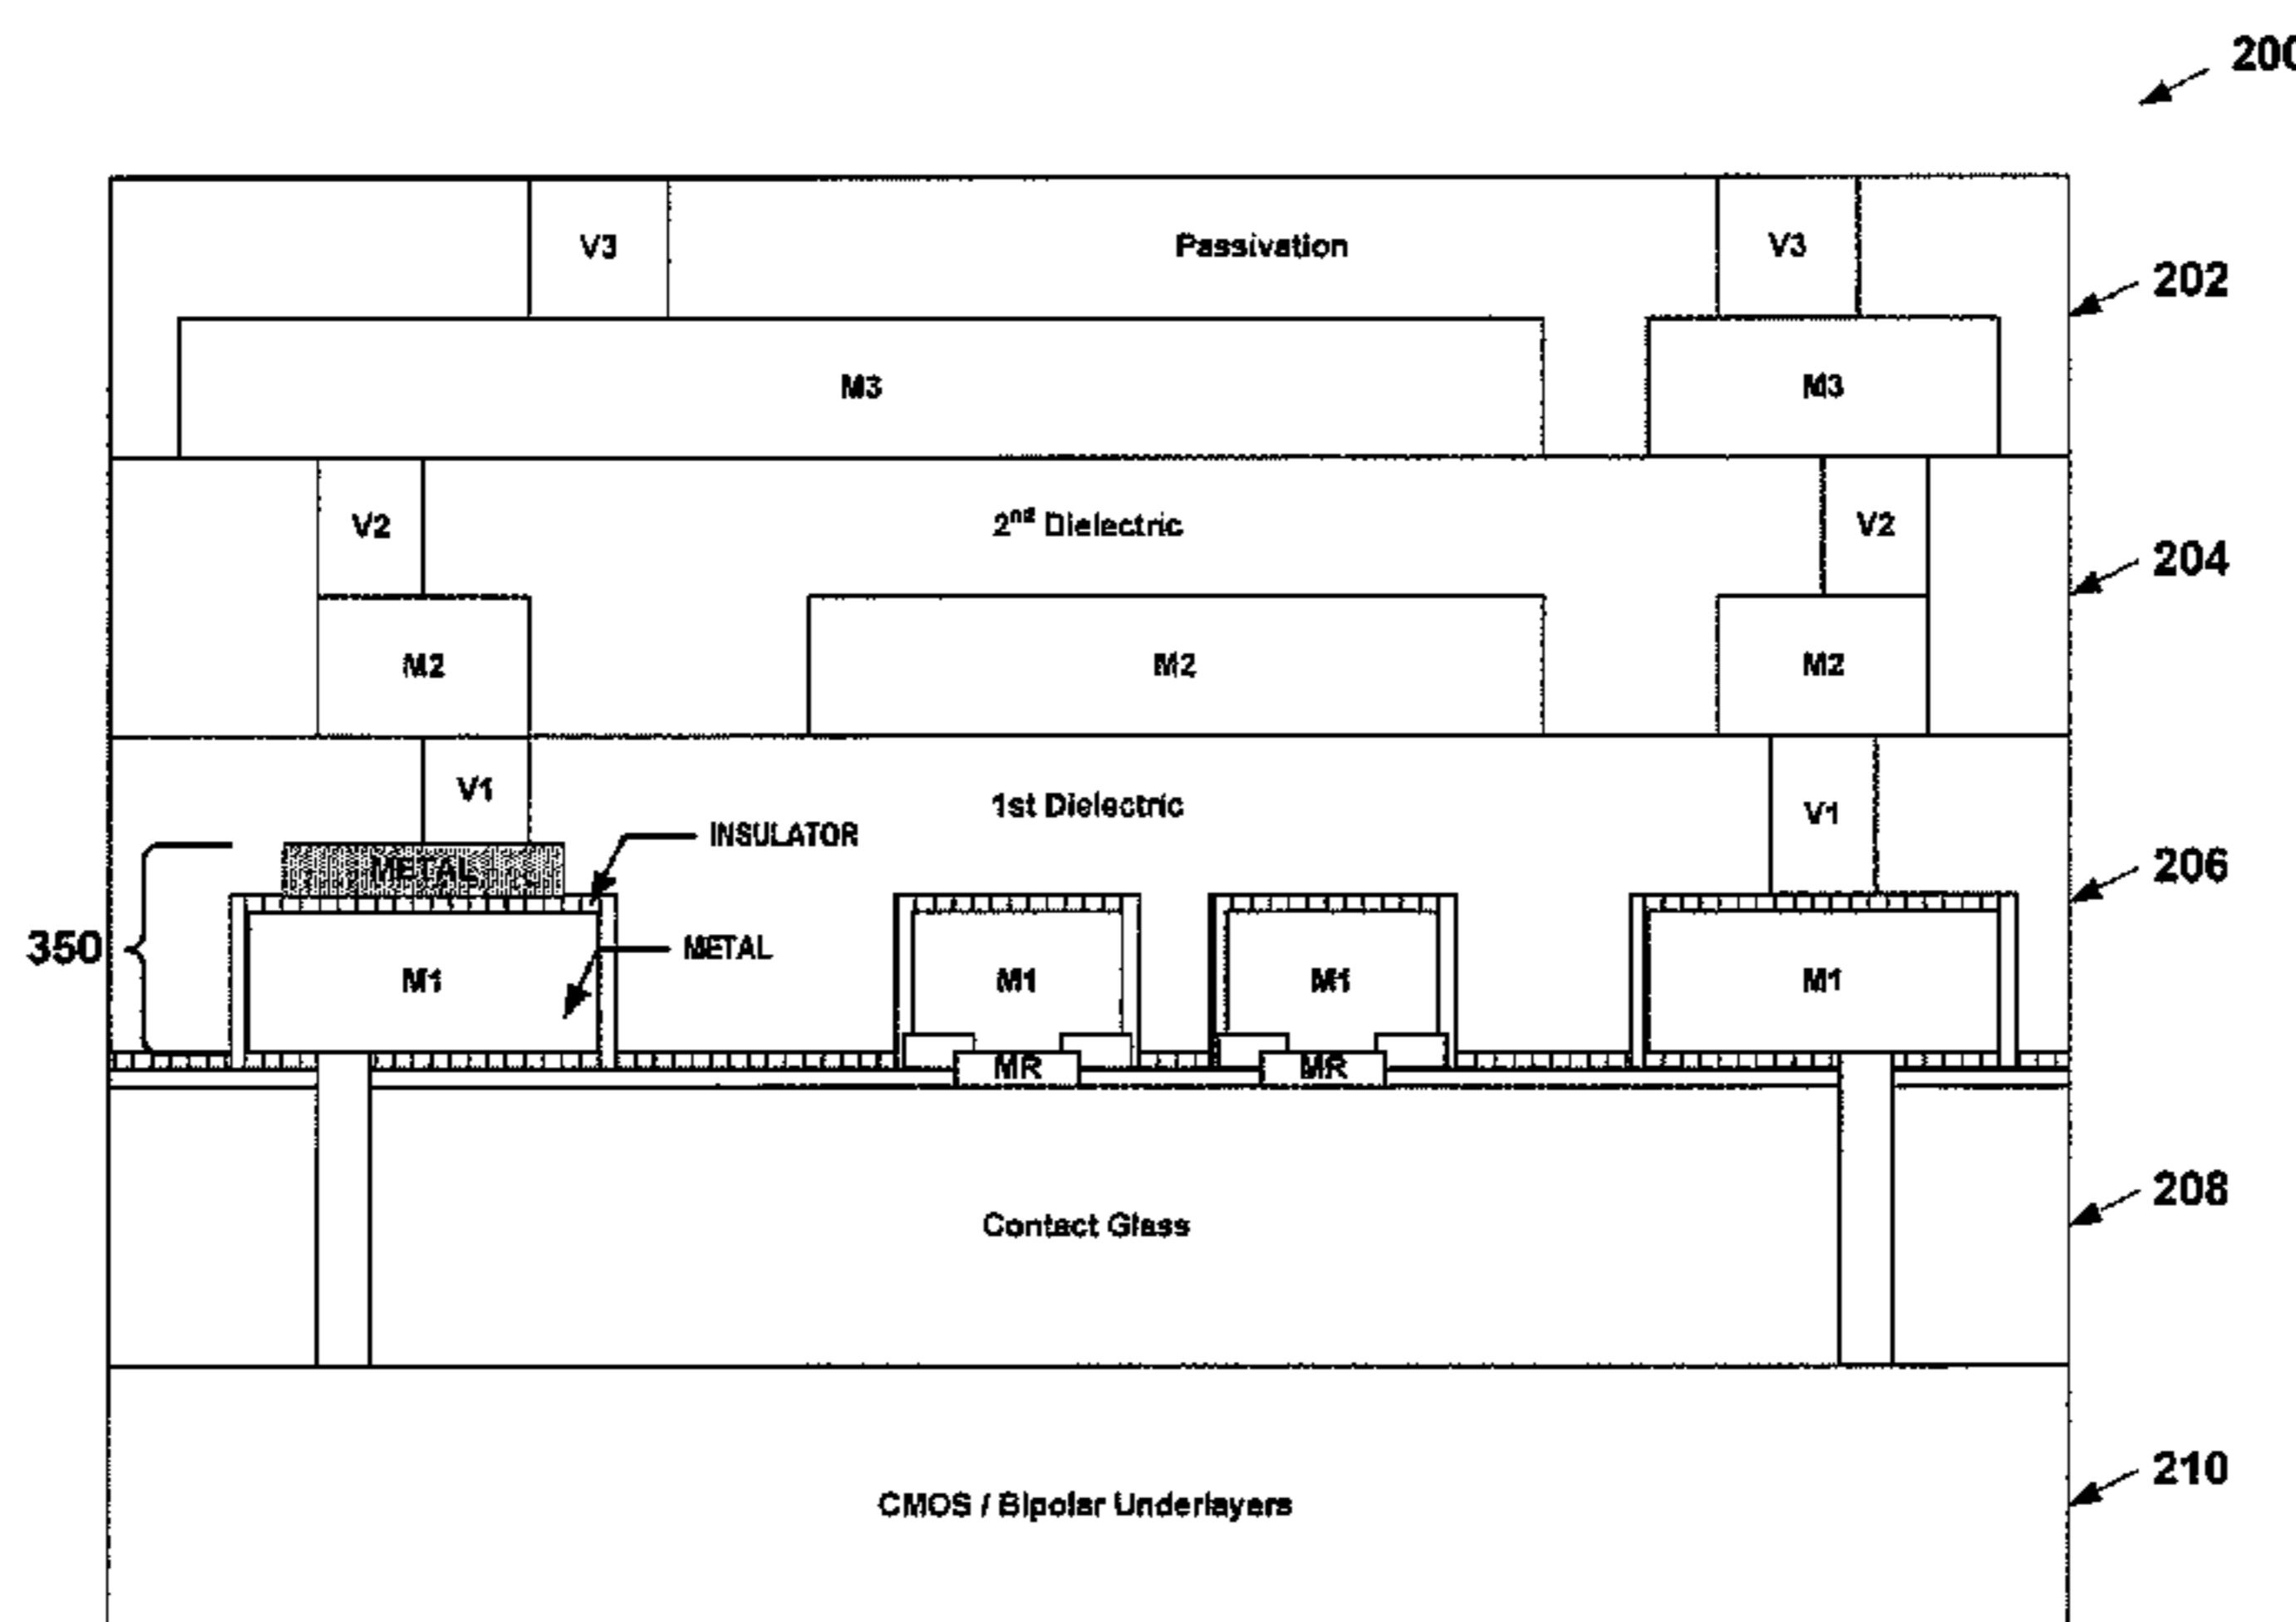 200
V3 Passivation V3
202
M3 M3
V2 2nd Dielectric V2
204
M2 M2 M2
V1 1st Dielectric V1
INSULATOR
METAL
206
350
METAL
M1 M1 M1 M1
MR MR
208
Contact Glass
210
CMOS / Bipolar Underlayers